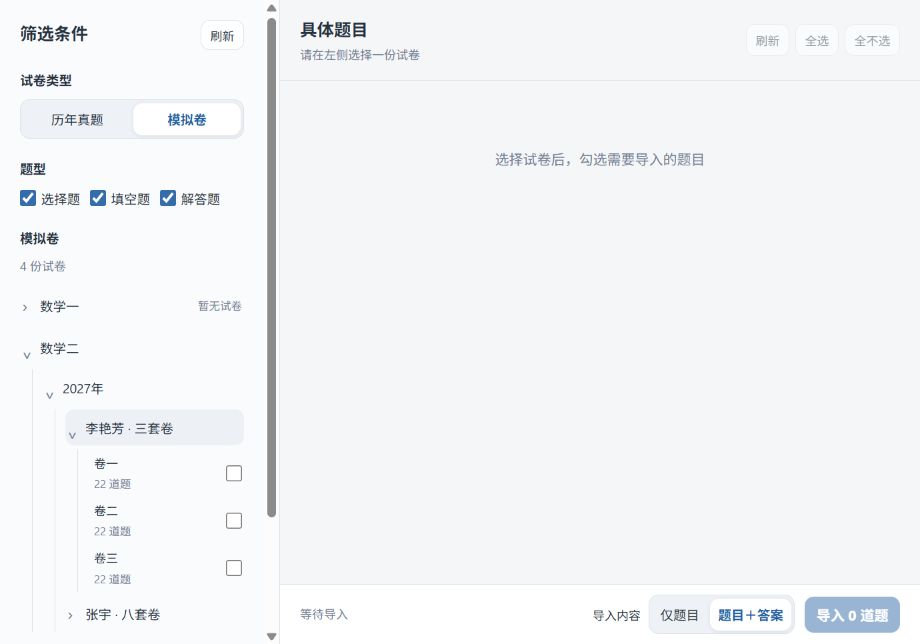 筛选条件
刷新
试卷类型
历年真题
模拟卷
题型
选择题
填空题
解答题
模拟卷
4 份试卷
数学一
暂无试卷
数学二
2027年
李艳芳 · 三套卷
卷一
22 道题
卷二
22 道题
卷三
22 道题
张宇 · 八套卷
具体题目
请在左侧选择一份试卷
刷新
全选
全不选
选择试卷后，勾选需要导入的题目
等待导入
导入内容
仅题目
题目＋答案
导入 0 道题